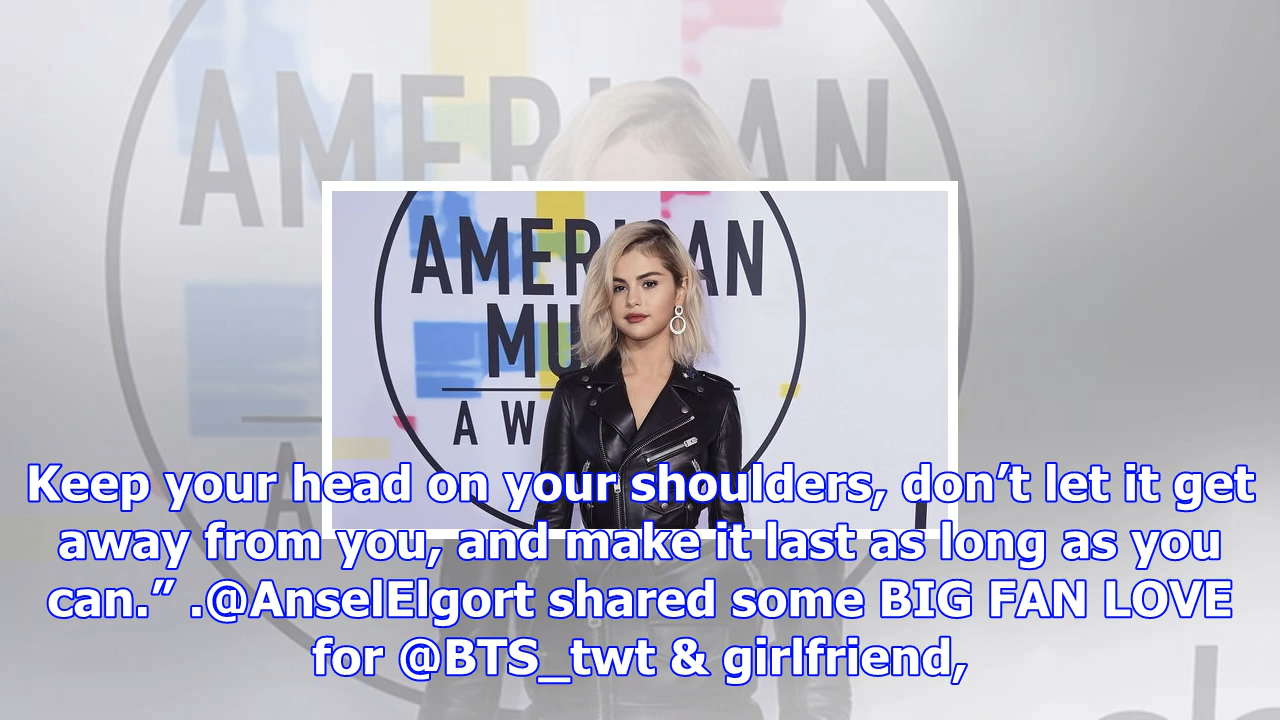 AMERICAN
AMERICAN
MU
A W
Keep your head on your shoulders, don’t let it get
away from you, and make it last as long as you
can.” .@AnselElgort shared some BIG FAN LOVE
for @BTS_twt & girlfriend,